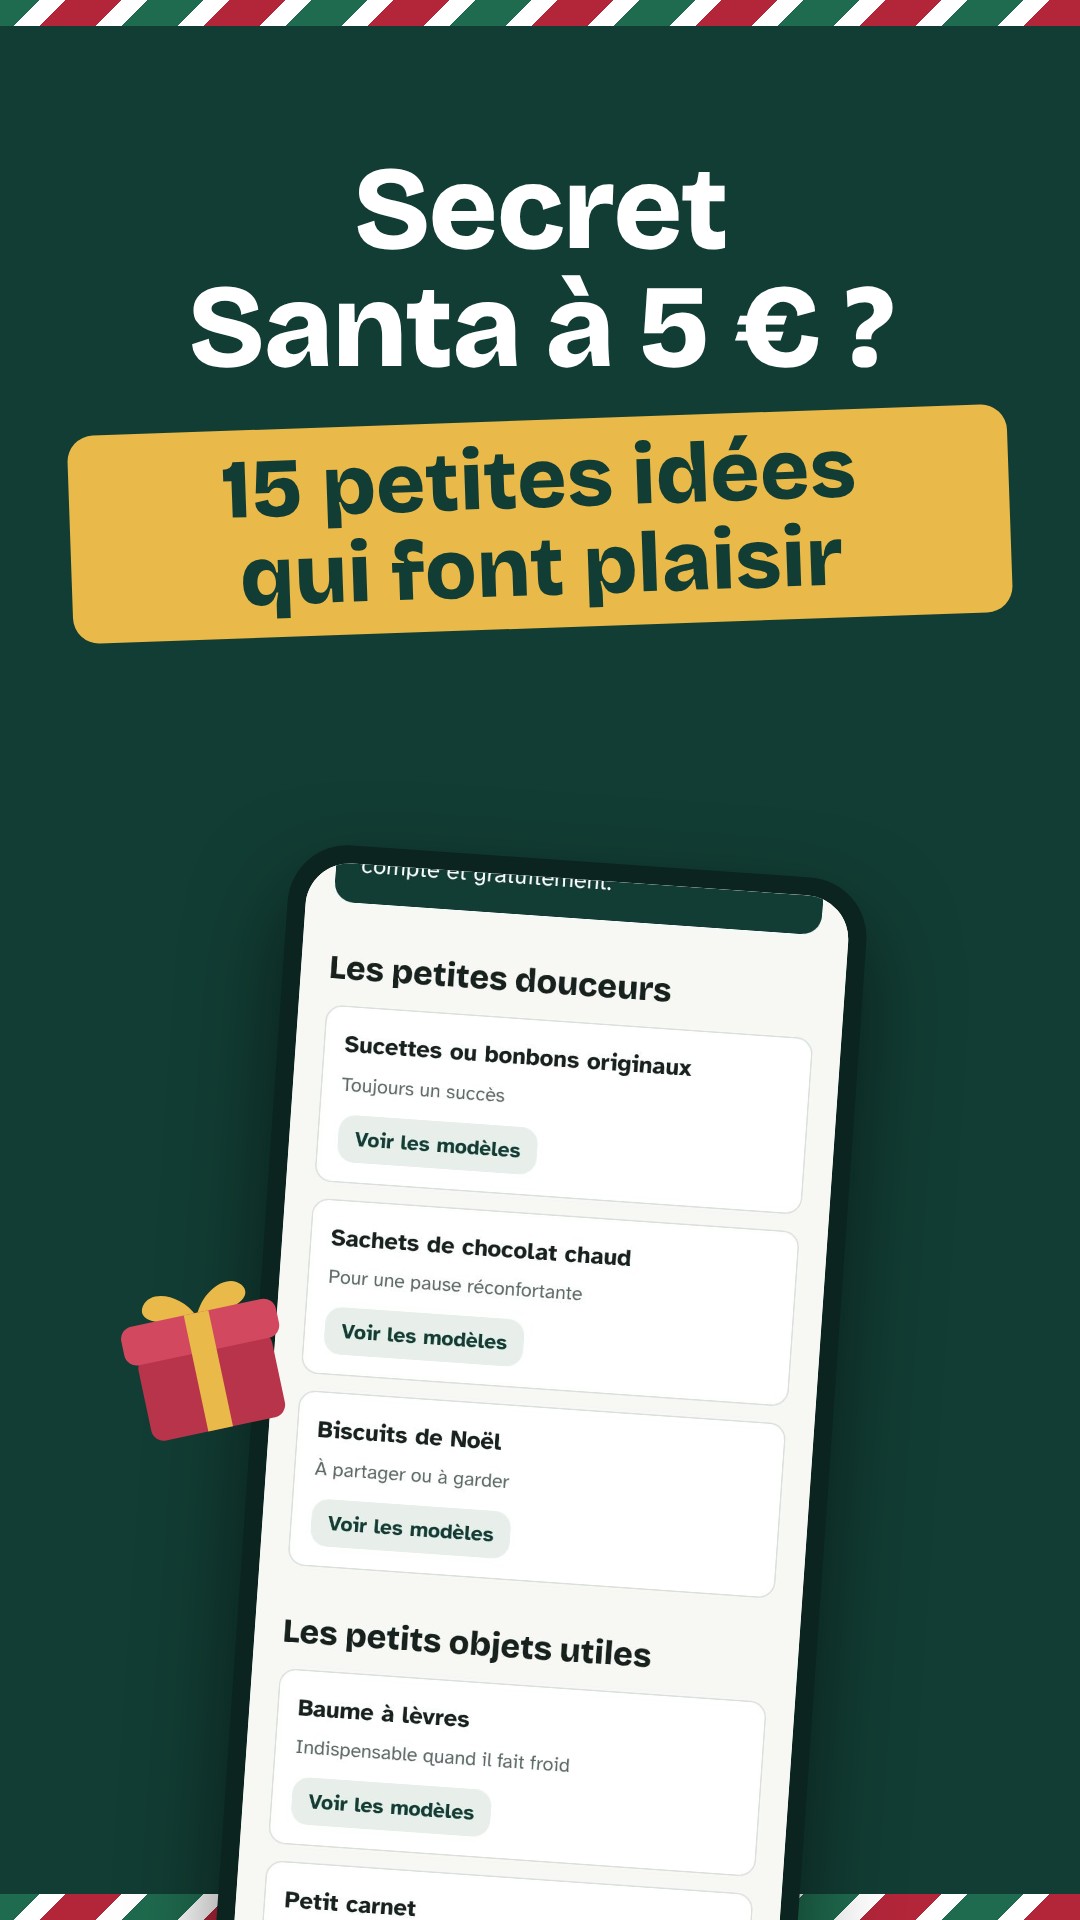 Secret
Santa à 5 € ?
15 petites idées
qui font plaisir
compte et gratuitement.
Les petites douceurs
Sucettes ou bonbons originaux
Toujours un succès
Voir les modèles
Sachets de chocolat chaud
Pour une pause réconfortante
Voir les modèles
Biscuits de Noël
À partager ou à garder
Voir les modèles
Les petits objets utiles
Baume à lèvres
Indispensable quand il fait froid
Voir les modèles
Petit carnet